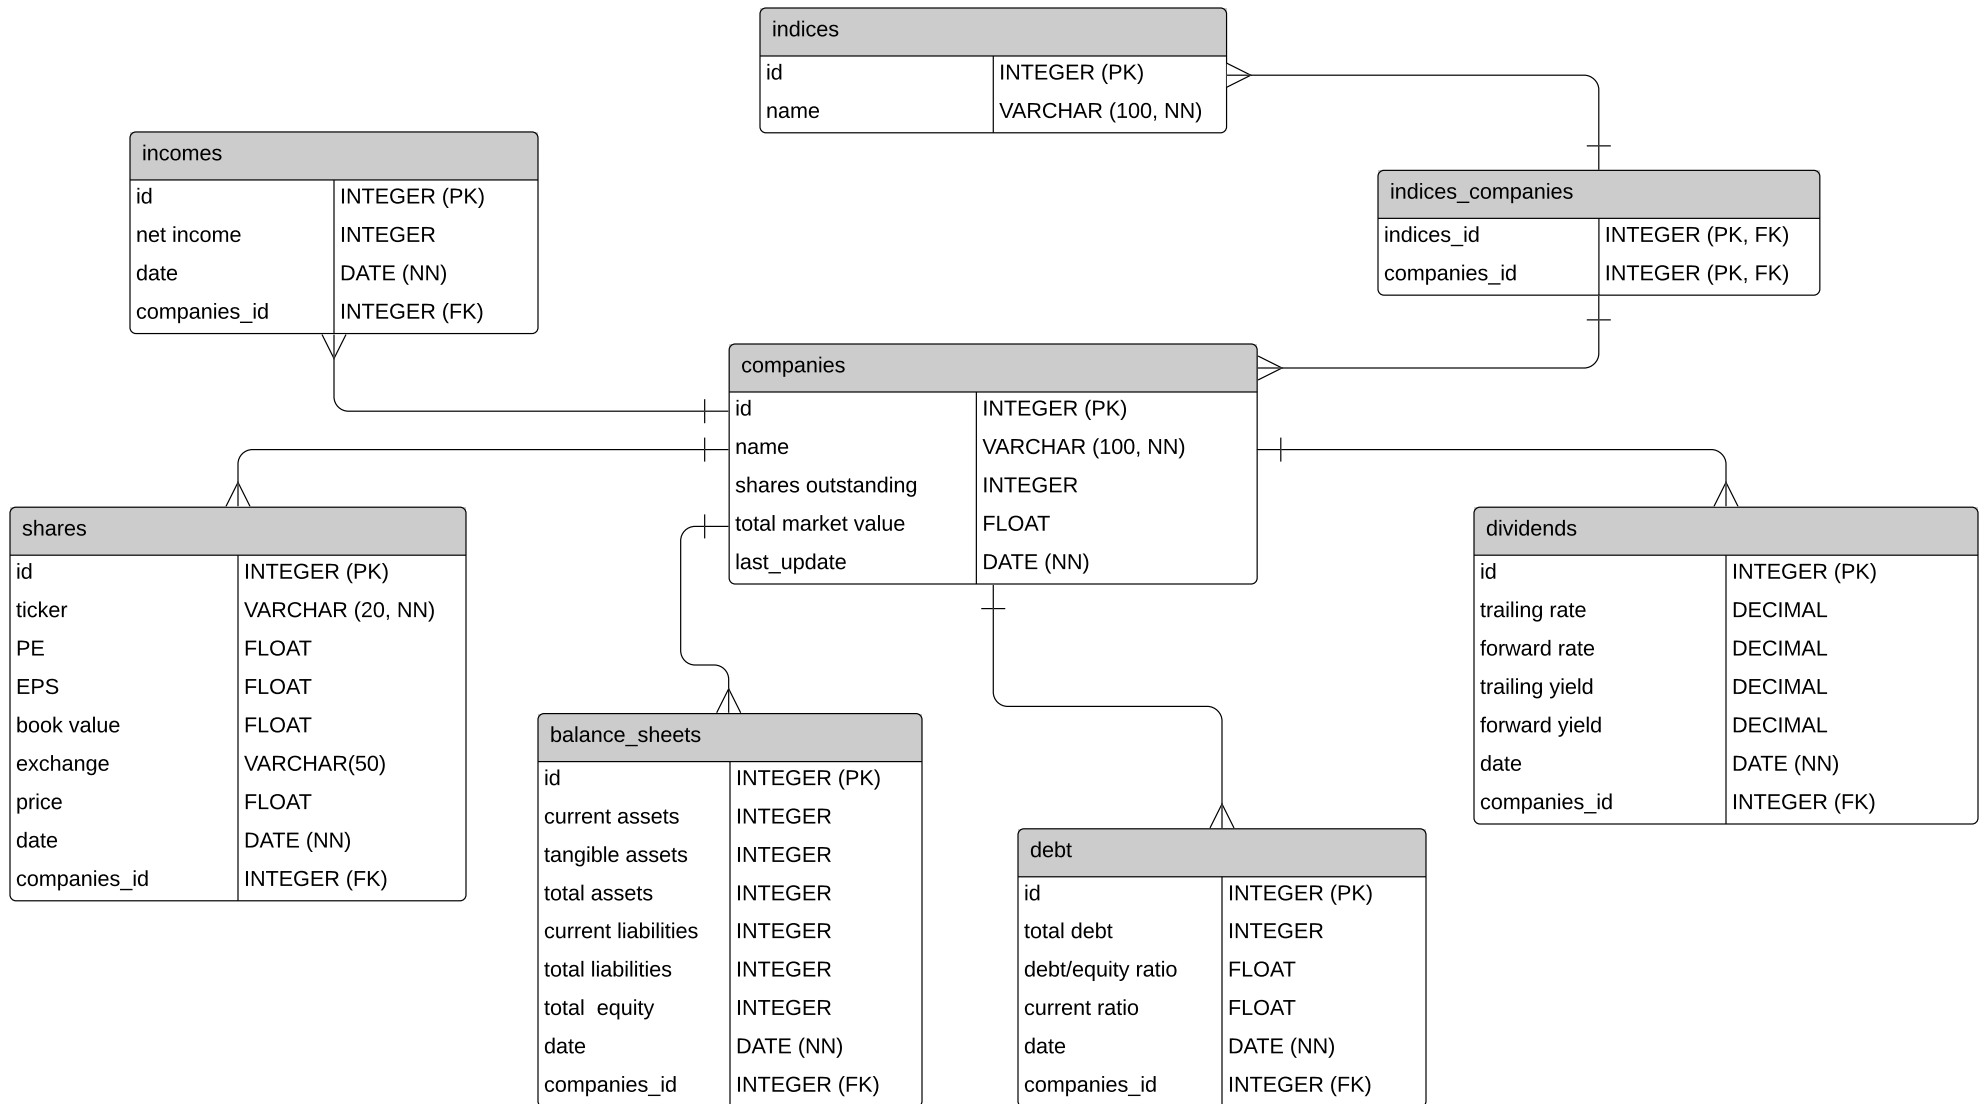 indices
id INTEGER (PK)
name VARCHAR (100, NN)
incomes
id INTEGER (PK)
net income INTEGER
date DATE (NN)
companies_id INTEGER (FK)
indices_companies
indices_id INTEGER (PK, FK)
companies_id INTEGER (PK, FK)
companies
id INTEGER (PK)
name VARCHAR (100, NN)
shares outstanding INTEGER
total market value FLOAT
last_update DATE (NN)
shares
id INTEGER (PK)
ticker VARCHAR (20, NN)
PE FLOAT
EPS FLOAT
book value FLOAT
exchange VARCHAR(50)
price FLOAT
date DATE (NN)
companies_id INTEGER (FK)
dividends
id INTEGER (PK)
trailing rate DECIMAL
forward rate DECIMAL
trailing yield DECIMAL
forward yield DECIMAL
date DATE (NN)
companies_id INTEGER (FK)
balance_sheets
id INTEGER (PK)
current assets INTEGER
tangible assets INTEGER
total assets INTEGER
current liabilities INTEGER
total liabilities INTEGER
total  equity INTEGER
date DATE (NN)
companies_id INTEGER (FK)
debt
id INTEGER (PK)
total debt INTEGER
debt/equity ratio FLOAT
current ratio FLOAT
date DATE (NN)
companies_id INTEGER (FK)